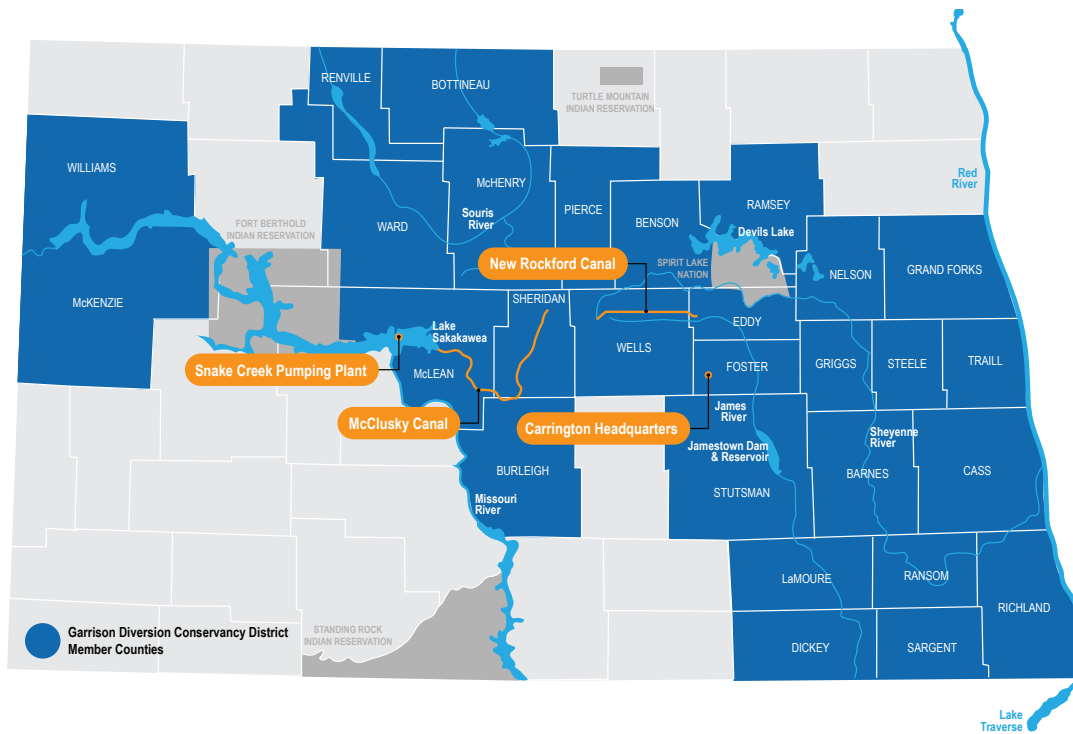 RENVILLE
BOTTINEAU
TURTLE MOUNTAIN
INDIAN RESERVATION
WILLIAMS
McHENRY
Red
River
PIERCE
RAMSEY
Souris
River
BENSON
FORT BERTHOLD
INDIAN RESERVATION
WARD
Devils Lake
New Rockford Canal
SPIRIT LAKE
NATION
NELSON
GRAND FORKS
McKENZIE
SHERIDAN
EDDY
Lake
Sakakawea
WELLS
Snake Creek Pumping Plant
McLEAN
FOSTER
GRIGGS
STEELE
TRAILL
McClusky Canal
Carrington Headquarters
James
River
Jamestown Dam
& Reservoir
Sheyenne
River
BURLEIGH
BARNES
CASS
Missouri
River
STUTSMAN
LaMOURE
RANSOM
RICHLAND
Garrison Diversion Conservancy District
Member Counties
STANDING ROCK
INDIAN RESERVATION
DICKEY
SARGENT
Lake
Traverse